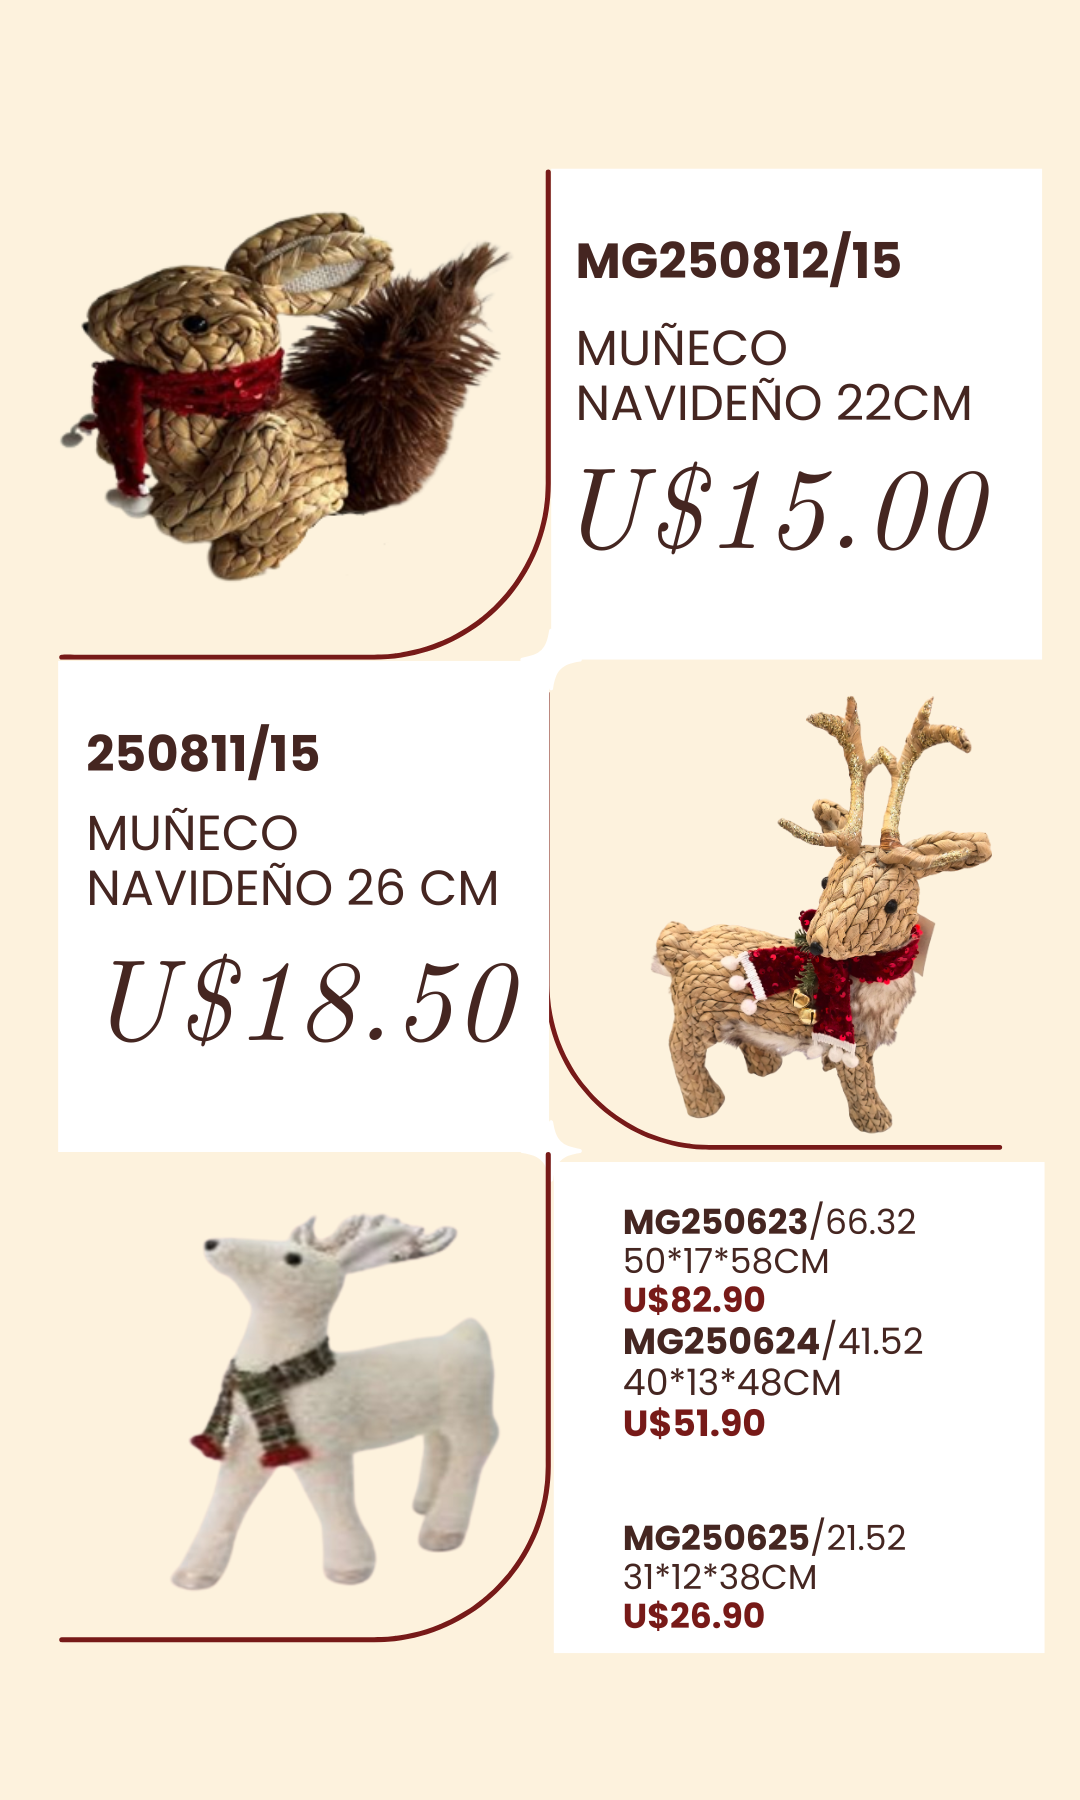 MG250812/15
MUÑECO
NAVIDEÑO 22CM
U$15.00
250811/15
MUÑECO
NAVIDEÑO 26 CM
U$18.50
MG250623/66.32
50*17*58CM
U$82.90
MG250624/41.52
40*13*48CM
U$51.90
MG250625/21.52
31*12*38CM
U$26.90